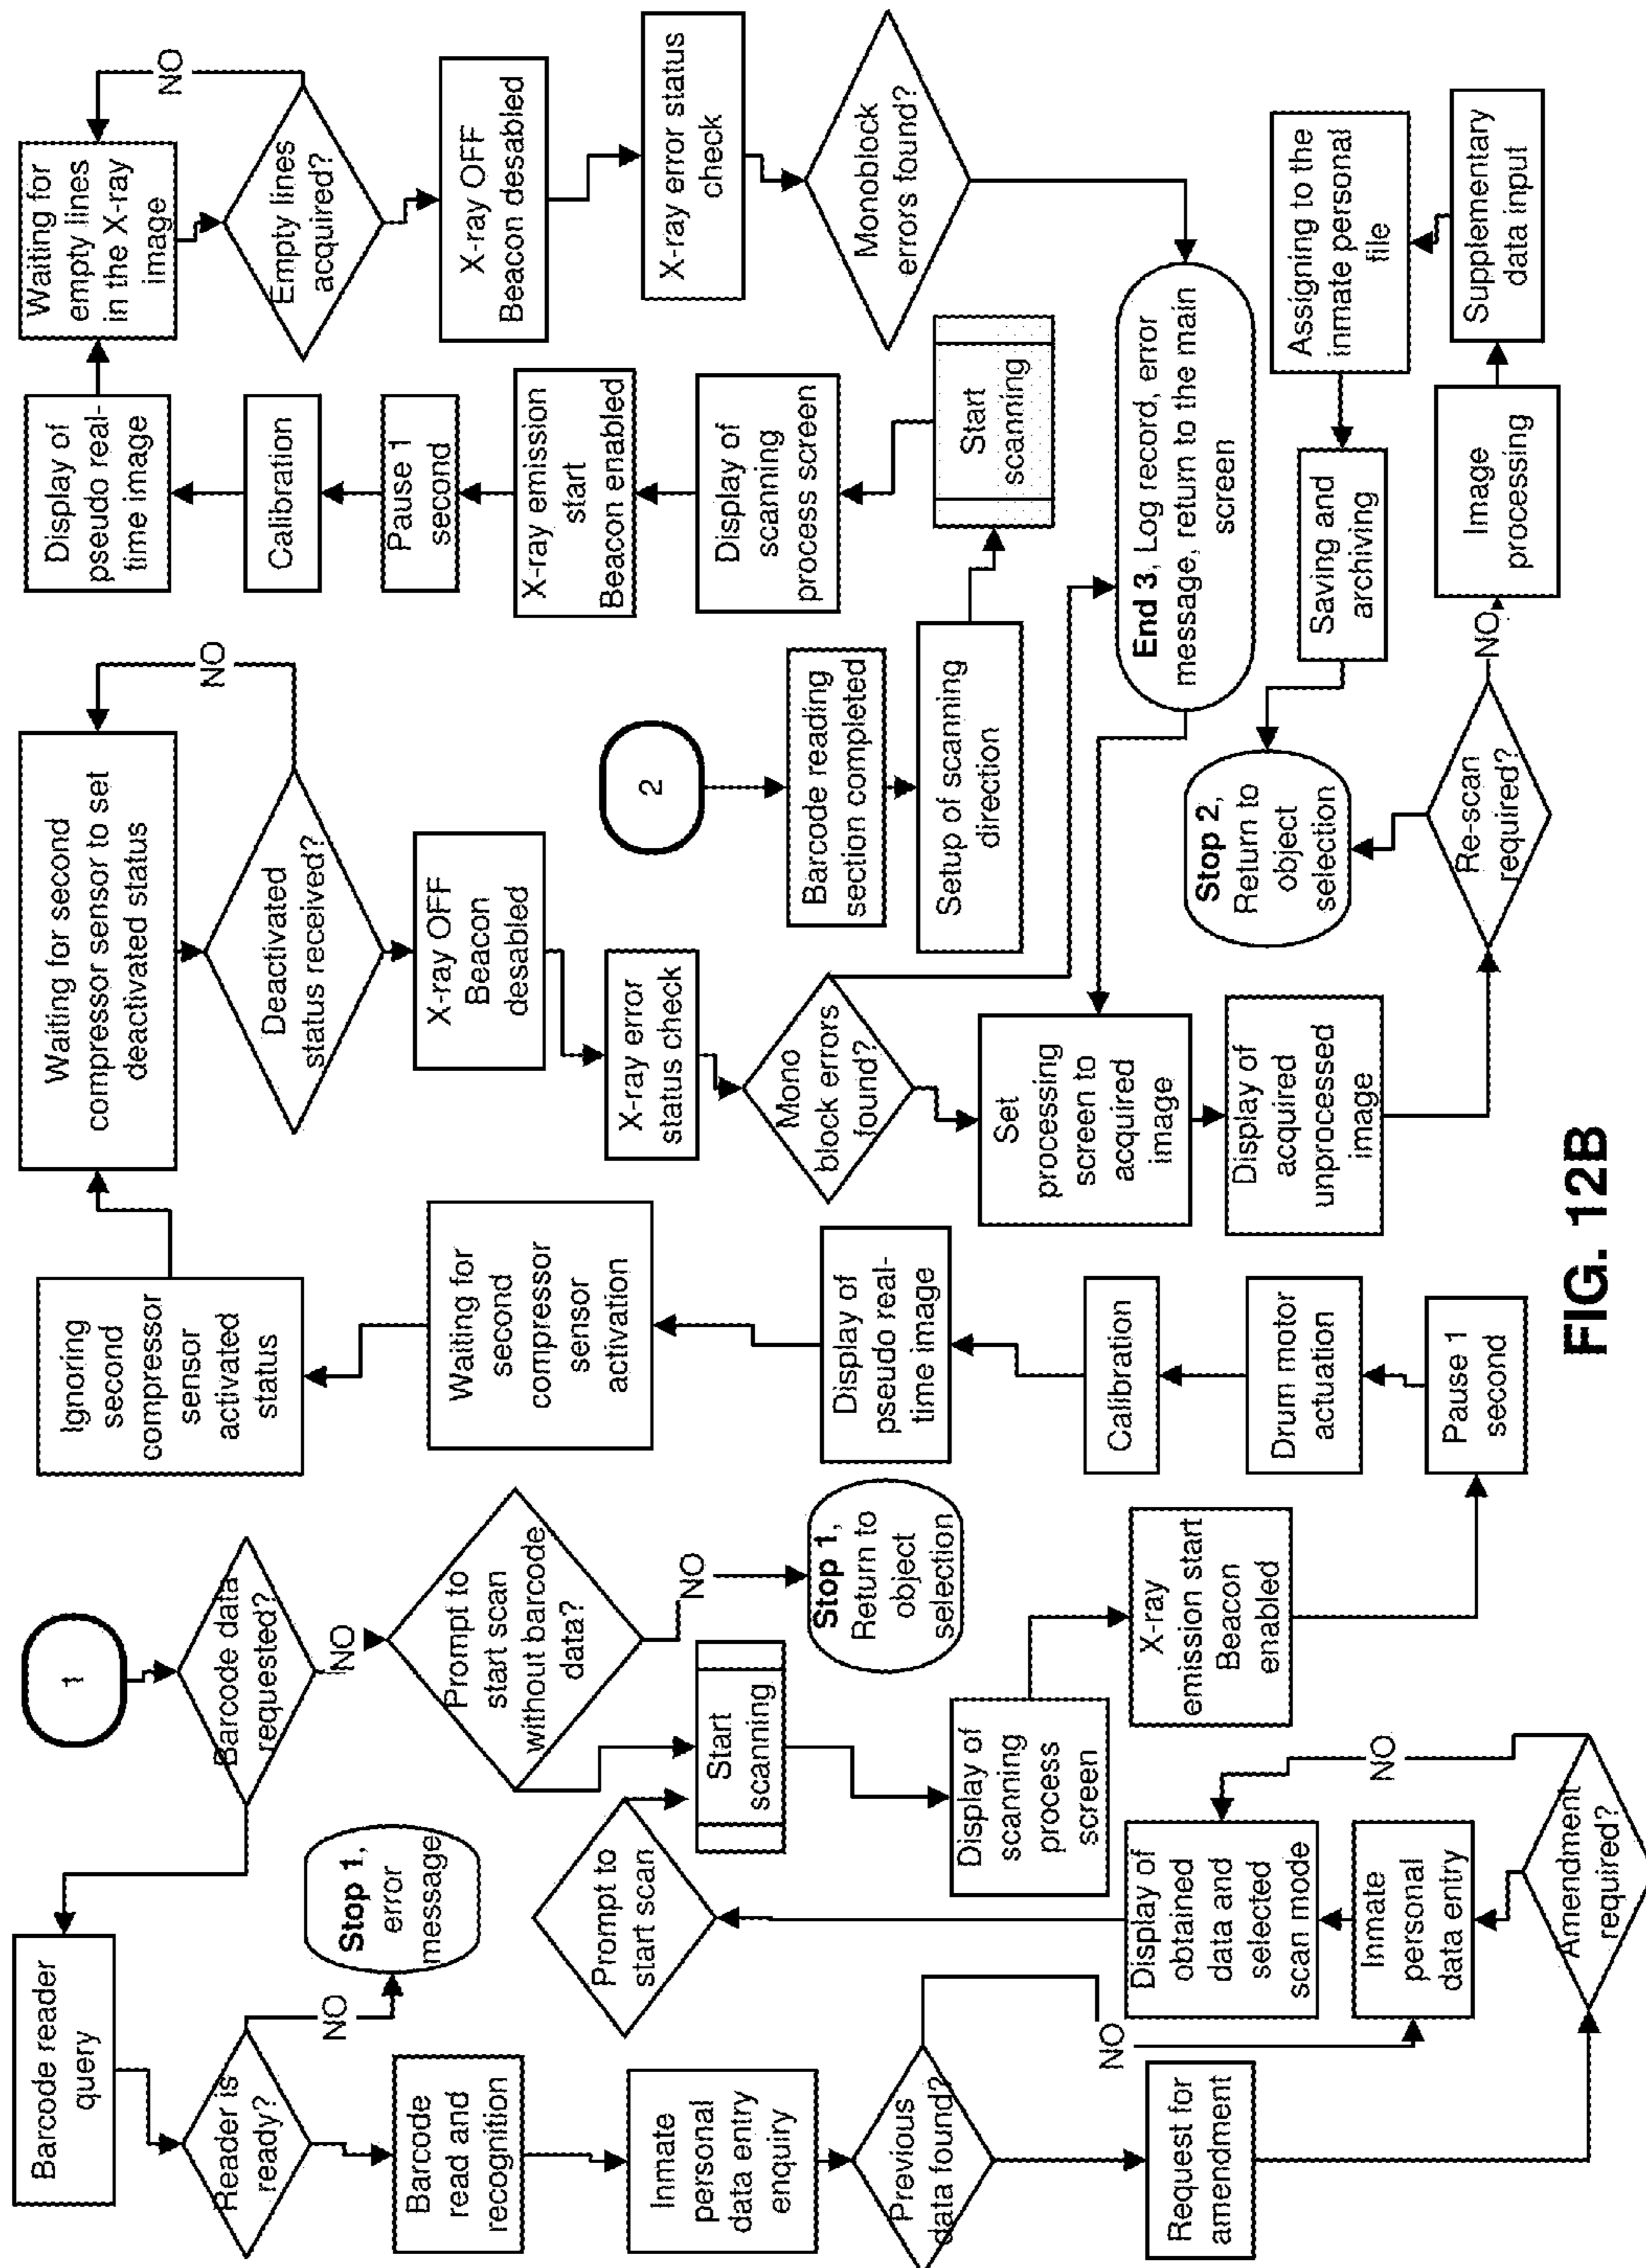 1
Barcode data
requested?
NO
Barcode reader
query
Reader is
ready?
NO
Stop 1,
error
message
Barcode
read and
recognition
Inmate
personal
data entry
enquiry
Previous
data found?
NO
Request for
amendment
Amendment
required?
NO
Inmate
personal
data entry
Display of
obtained
data and
selected
scan mode
Prompt to
start scan
Prompt to
start scan
without barcode
data?
NO
Stop 1,
Return to
object
selection
Start
scanning
Display of
scanning
process
screen
X-ray
emission start
Beacon
enabled
Pause 1
second
Drum motor
actuation
Calibration
Display of
pseudo real-
time image
Waiting for
second
compressor
sensor
activation
Ignoring
second
compressor
sensor
activated
status
Waiting for second
compressor sensor to set
deactivated status
Deactivated
status received?
NO
X-ray OFF
Beacon
desabled
X-ray error
status check
Mono
block errors
found?
Set
processing
screen to
acquired
image
Display of
acquired
unprocessed
image
Re-scan
required?
NO
Stop 2,
Return to
object
selection
Image
processing
Supplementary
data input
Assigning to the
inmate personal
file
Saving and
archiving
2
Barcode reading
section completed
Setup of scanning
direction
Start
scanning
Display of
scanning
process screen
X-ray emission
start
Beacon enabled
Pause 1
second
Calibration
Display of
pseudo real-
time image
Waiting for
empty lines
in the X-ray
image
Empty lines
acquired?
NO
X-ray OFF
Beacon desabled
X-ray error status
check
Monoblock
errors found?
End 3, Log record, error
message, return to the main
screen
FIG. 12B